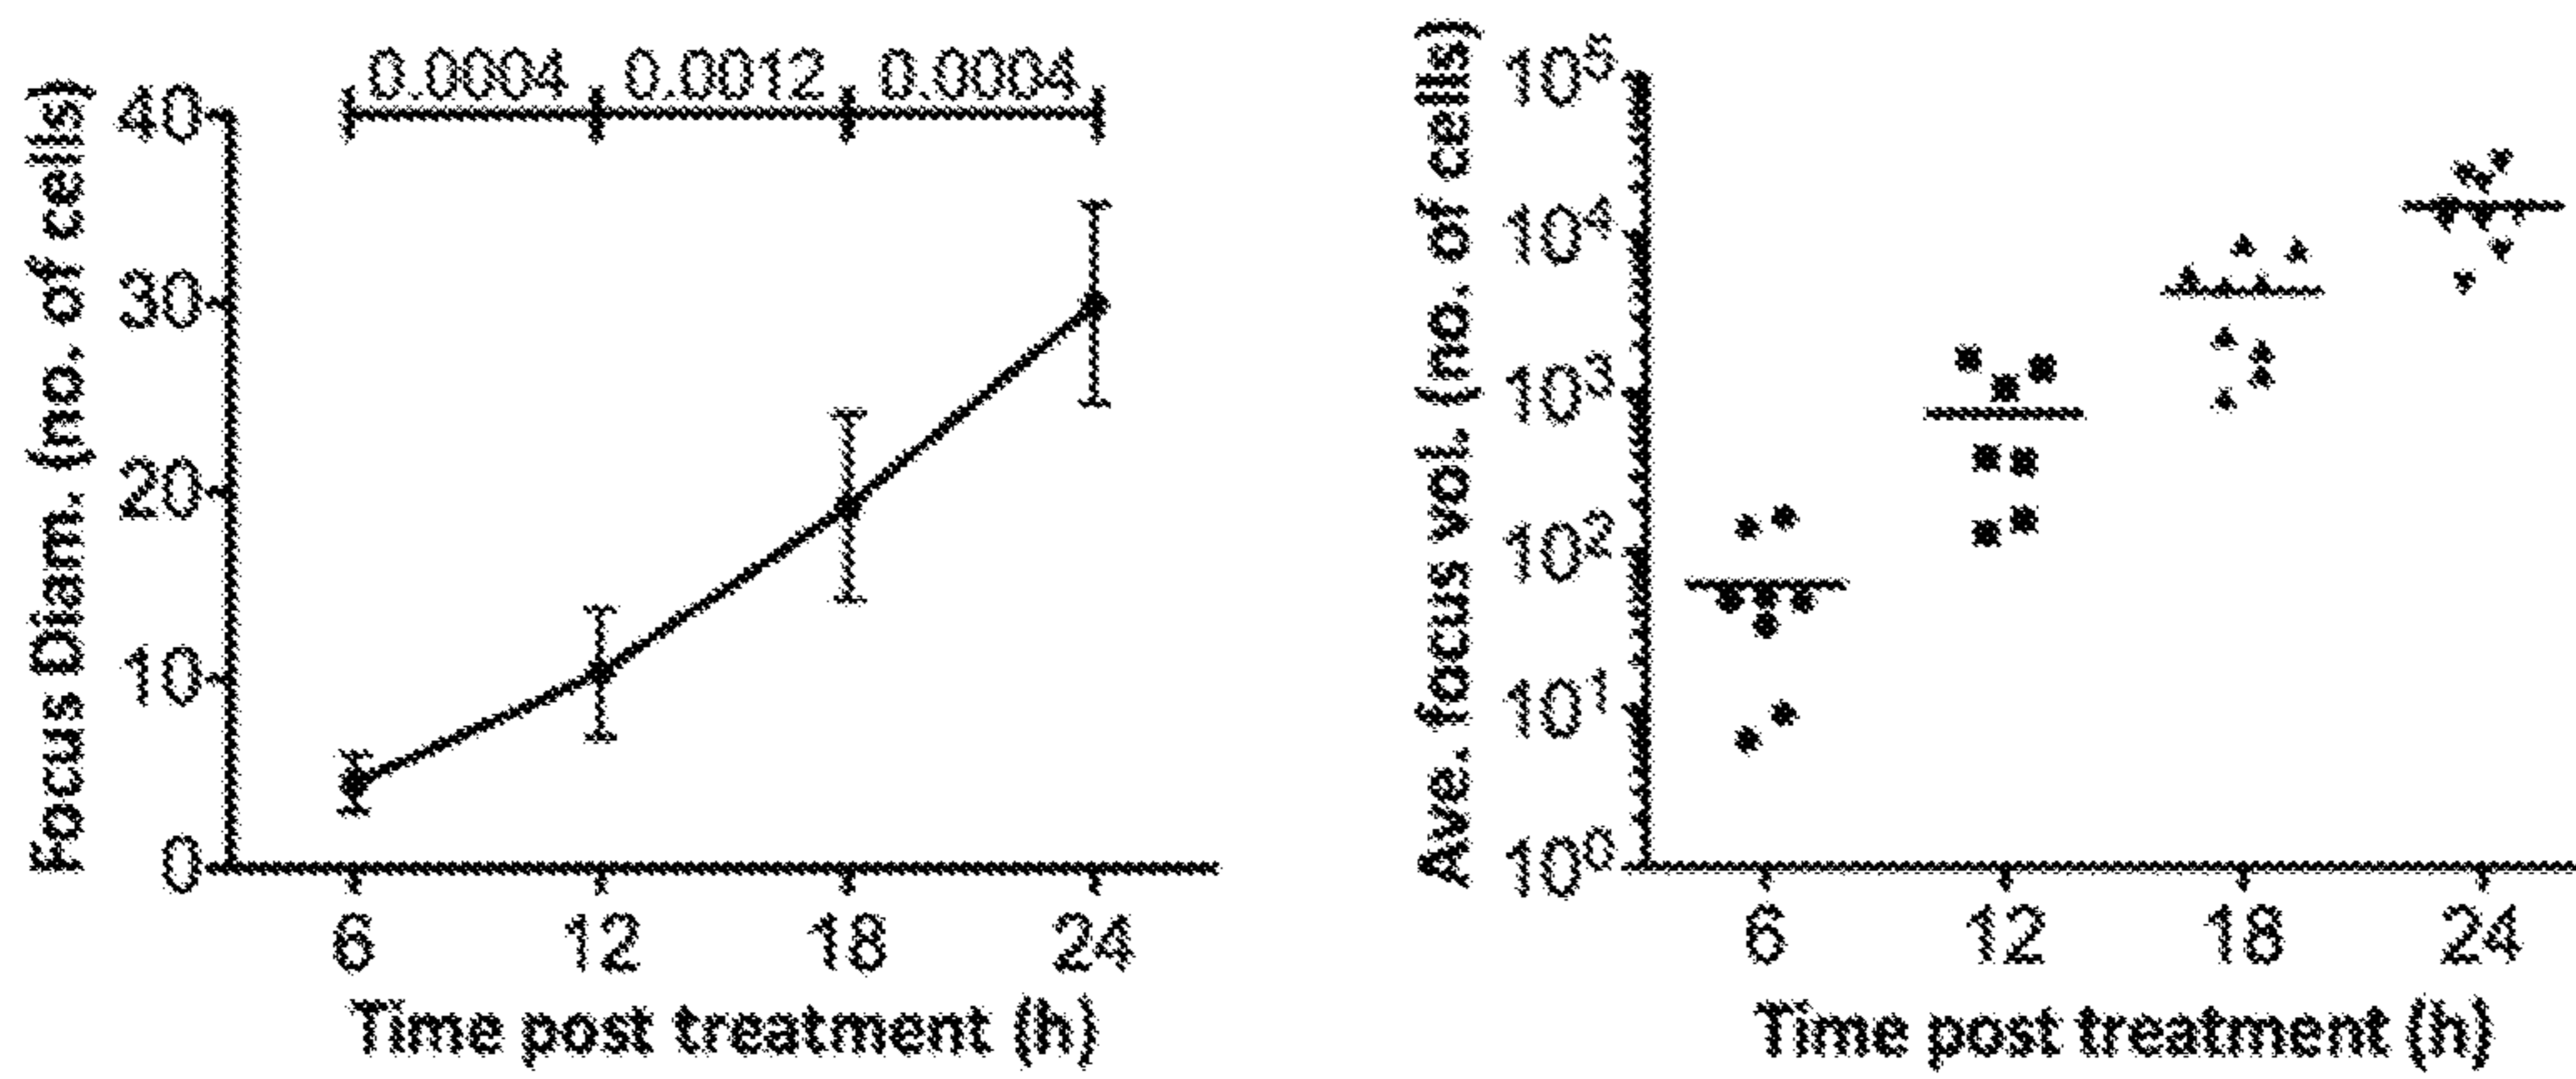 0.0004 0.0012 0.0004
Focus Diam. (no. of cells)
40
30
20
10
0
6 12 18 24
Time post treatment (h)
Ave. focus vol. (no. of cells)
10⁵
10⁴
10³
10²
10¹
10⁰
6 12 18 24
Time post treatment (h)